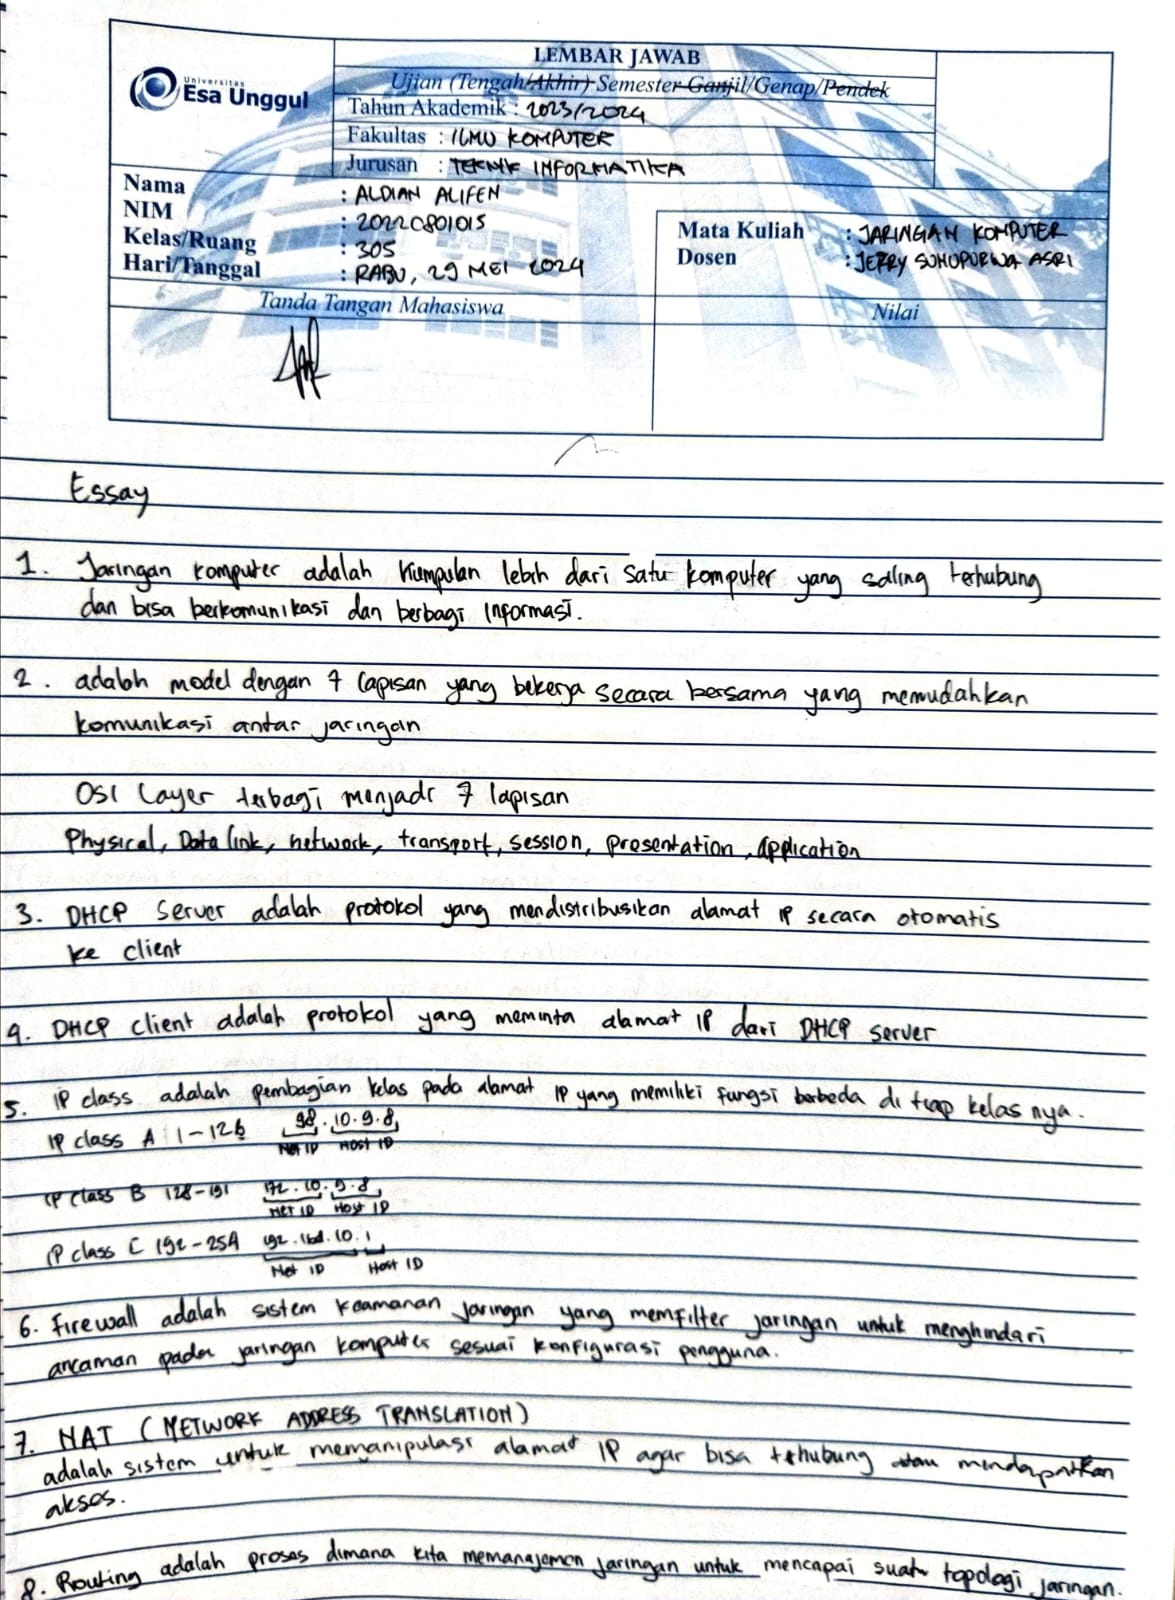 LEMBAR JAWAB
Universitas
Esa Unggul
Ujian (Tengah/Akhir) Semester Ganjil/Genap/Pendek
Tahun Akademik : 2023/2024
Fakultas : ILMU KOMPUTER
Jurusan : TEKNIK INFORMATIKA
Nama : ALDIAN ALIFEN
NIM : 20220801015
Kelas/Ruang : 305
Hari/Tanggal : RABU, 29 MEI 2024
Mata Kuliah : JARINGAN KOMPUTER
Dosen : JEFRY SUNUPURWA ASRI
Tanda Tangan Mahasiswa
Nilai
Essay
1. Jaringan komputer adalah Kumpulan lebih dari satu komputer yang saling terhubung
dan bisa berkomunikasi dan berbagi Informasi.
2. adalah model dengan 7 lapisan yang bekerja secara bersama yang memudahkan
komunikasi antar jaringan
OSI Layer terbagi menjadi 7 lapisan
Physical, Data link, network, transport, session, presentation, application
3. DHCP Server adalah protokol yang mendistribusikan alamat IP secara otomatis
ke client
4. DHCP client adalah protokol yang meminta alamat IP dari DHCP server
5. IP class adalah pembagian kelas pada alamat IP yang memiliki fungsi berbeda di tiap kelas nya.
IP class A 1-126 98.10.9.8
Net ID Host ID
IP class B 128-191 172.10.9.8
Net ID Host ID
IP class C 192-254 192.168.10.1
Net ID Host ID
6. Firewall adalah sistem keamanan jaringan yang memfilter jaringan untuk menghindari
ancaman pada jaringan komputer sesuai konfigurasi pengguna.
7. NAT (NETWORK ADDRESS TRANSLATION)
adalah sistem untuk memanipulasi alamat IP agar bisa terhubung atau mendapatkan
akses.
8. Routing adalah proses dimana kita memanajemen jaringan untuk mencapai suatu topologi jaringan.